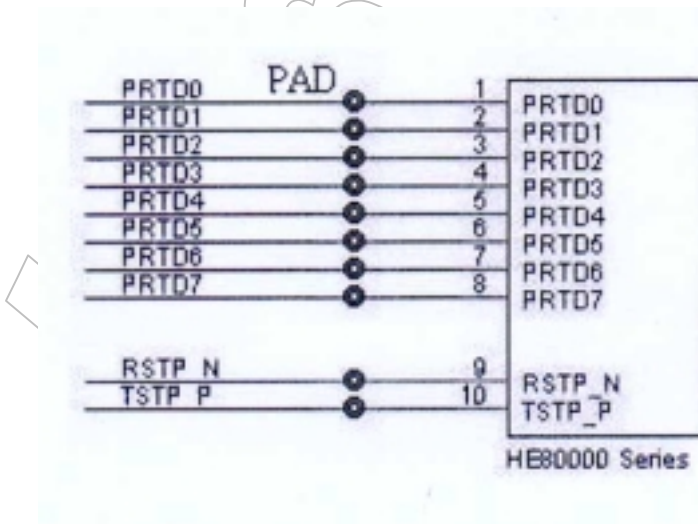 PAD
PRTD0 1 PRTD0
PRTD1 2 PRTD1
PRTD2 3 PRTD2
PRTD3 4 PRTD3
PRTD4 5 PRTD4
PRTD5 6 PRTD5
PRTD6 7 PRTD6
PRTD7 8 PRTD7
RSTP_N 9 RSTP_N
TSTP_P 10 TSTP_P
HE80000 Series